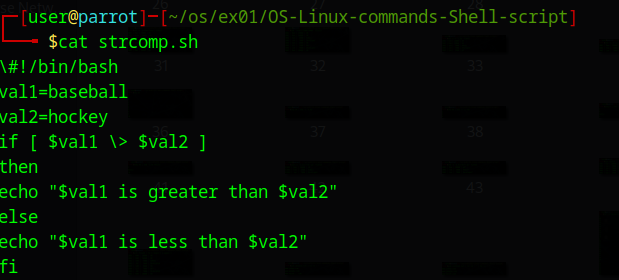 ┌─[user@parrot]─[~/os/ex01/OS-Linux-commands-Shell-script]
└──╼ $cat strcomp.sh
\#!/bin/bash
val1=baseball
val2=hockey
if [ $val1 \> $val2 ]
then
echo "$val1 is greater than $val2"
else
echo "$val1 is less than $val2"
fi